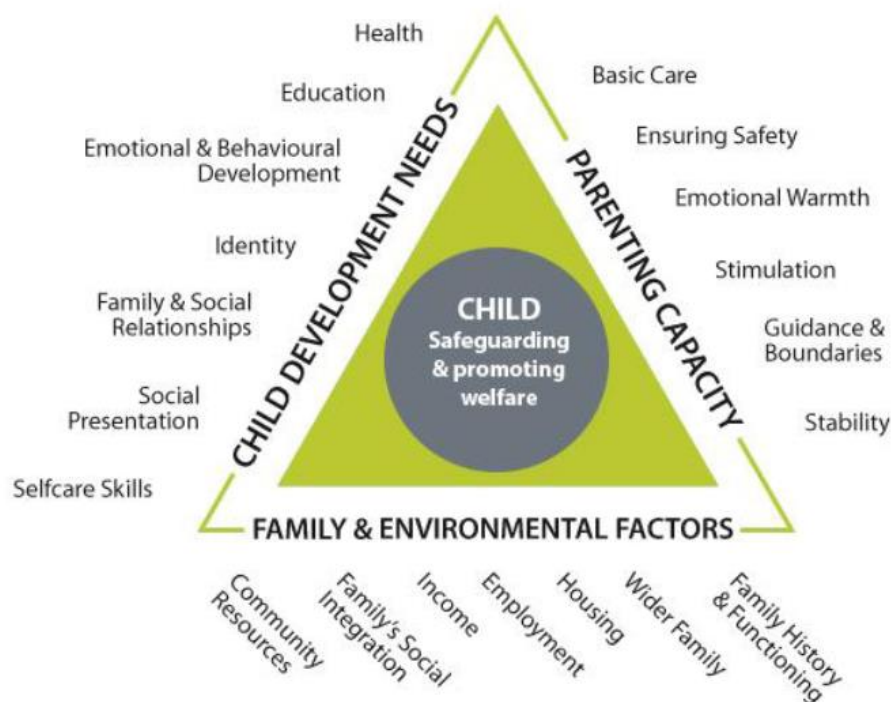 Health
Education
Emotional & Behavioural
Development
Identity
Family & Social
Relationships
Social
Presentation
Selfcare Skills
CHILD DEVELOPMENT NEEDS
CHILD
Safeguarding
& promoting
welfare
PARENTING CAPACITY
Basic Care
Ensuring Safety
Emotional Warmth
Stimulation
Guidance &
Boundaries
Stability
FAMILY & ENVIRONMENTAL FACTORS
Community
Resources
Family's Social
Integration
Income
Employment
Housing
Wider Family
Family History
& Functioning